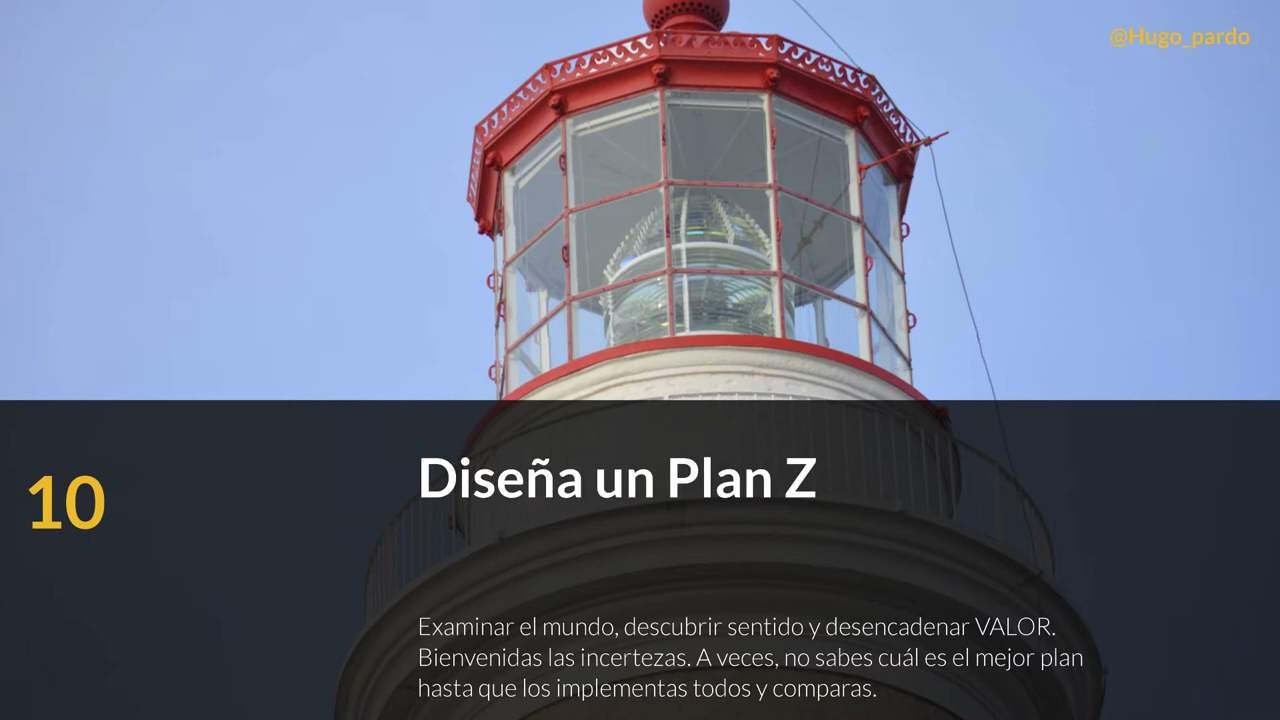 @Hugo_pardo
10
Diseña un Plan Z
Examinar el mundo, descubrir sentido y desencadenar VALOR.
Bienvenidas las incertezas. A veces, no sabes cuál es el mejor plan
hasta que los implementas todos y comparas.